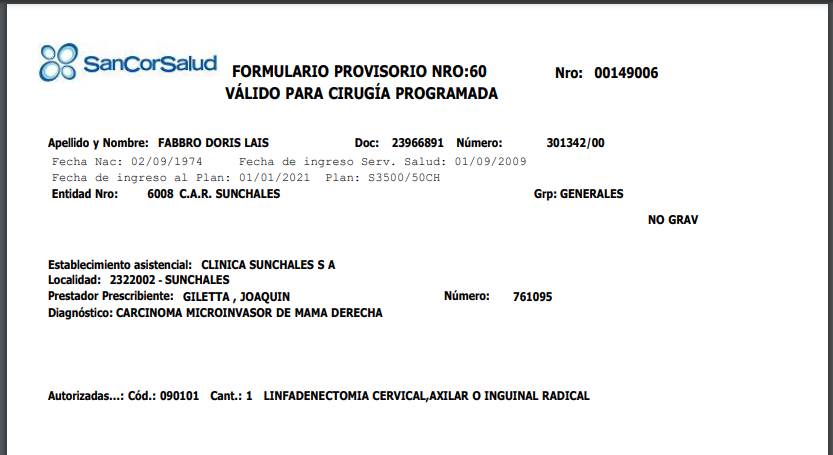 SanCorSalud
FORMULARIO PROVISORIO NRO:60 Nro: 00149006
VÁLIDO PARA CIRUGÍA PROGRAMADA
Apellido y Nombre: FABBRO DORIS LAIS Doc: 23966891 Número: 301342/00
Fecha Nac: 02/09/1974 Fecha de ingreso Serv. Salud: 01/09/2009
Fecha de ingreso al Plan: 01/01/2021 Plan: S3500/50CH
Entidad Nro: 6008 C.A.R. SUNCHALES Grp: GENERALES
NO GRAV
Establecimiento asistencial: CLINICA SUNCHALES S A
Localidad: 2322002 - SUNCHALES
Prestador Prescribiente: GILETTA , JOAQUIN Número: 761095
Diagnóstico: CARCINOMA MICROINVASOR DE MAMA DERECHA
Autorizadas...: Cód.: 090101 Cant.: 1 LINFADENECTOMIA CERVICAL,AXILAR O INGUINAL RADICAL